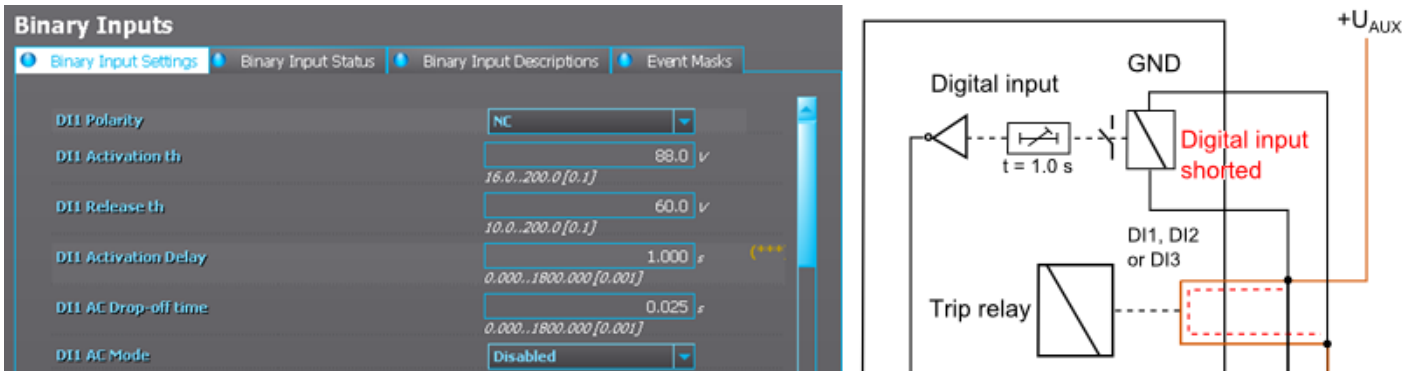 Binary Inputs
Binary Input Settings Binary Input Status Binary Input Descriptions Event Masks
DI1 Polarity NC
DI1 Activation th 88.0 V
16.0..200.0 [0.1]
DI1 Release th 60.0 V
10.0..200.0 [0.1]
DI1 Activation Delay 1.000 s (***
0.000..1800.000 [0.001]
DI1 AC Drop-off time 0.025 s
0.000..1800.000 [0.001]
DI1 AC Mode Disabled
+UAUX
GND
Digital input
Digital input
shorted
t = 1.0 s
DI1, DI2
or DI3
Trip relay